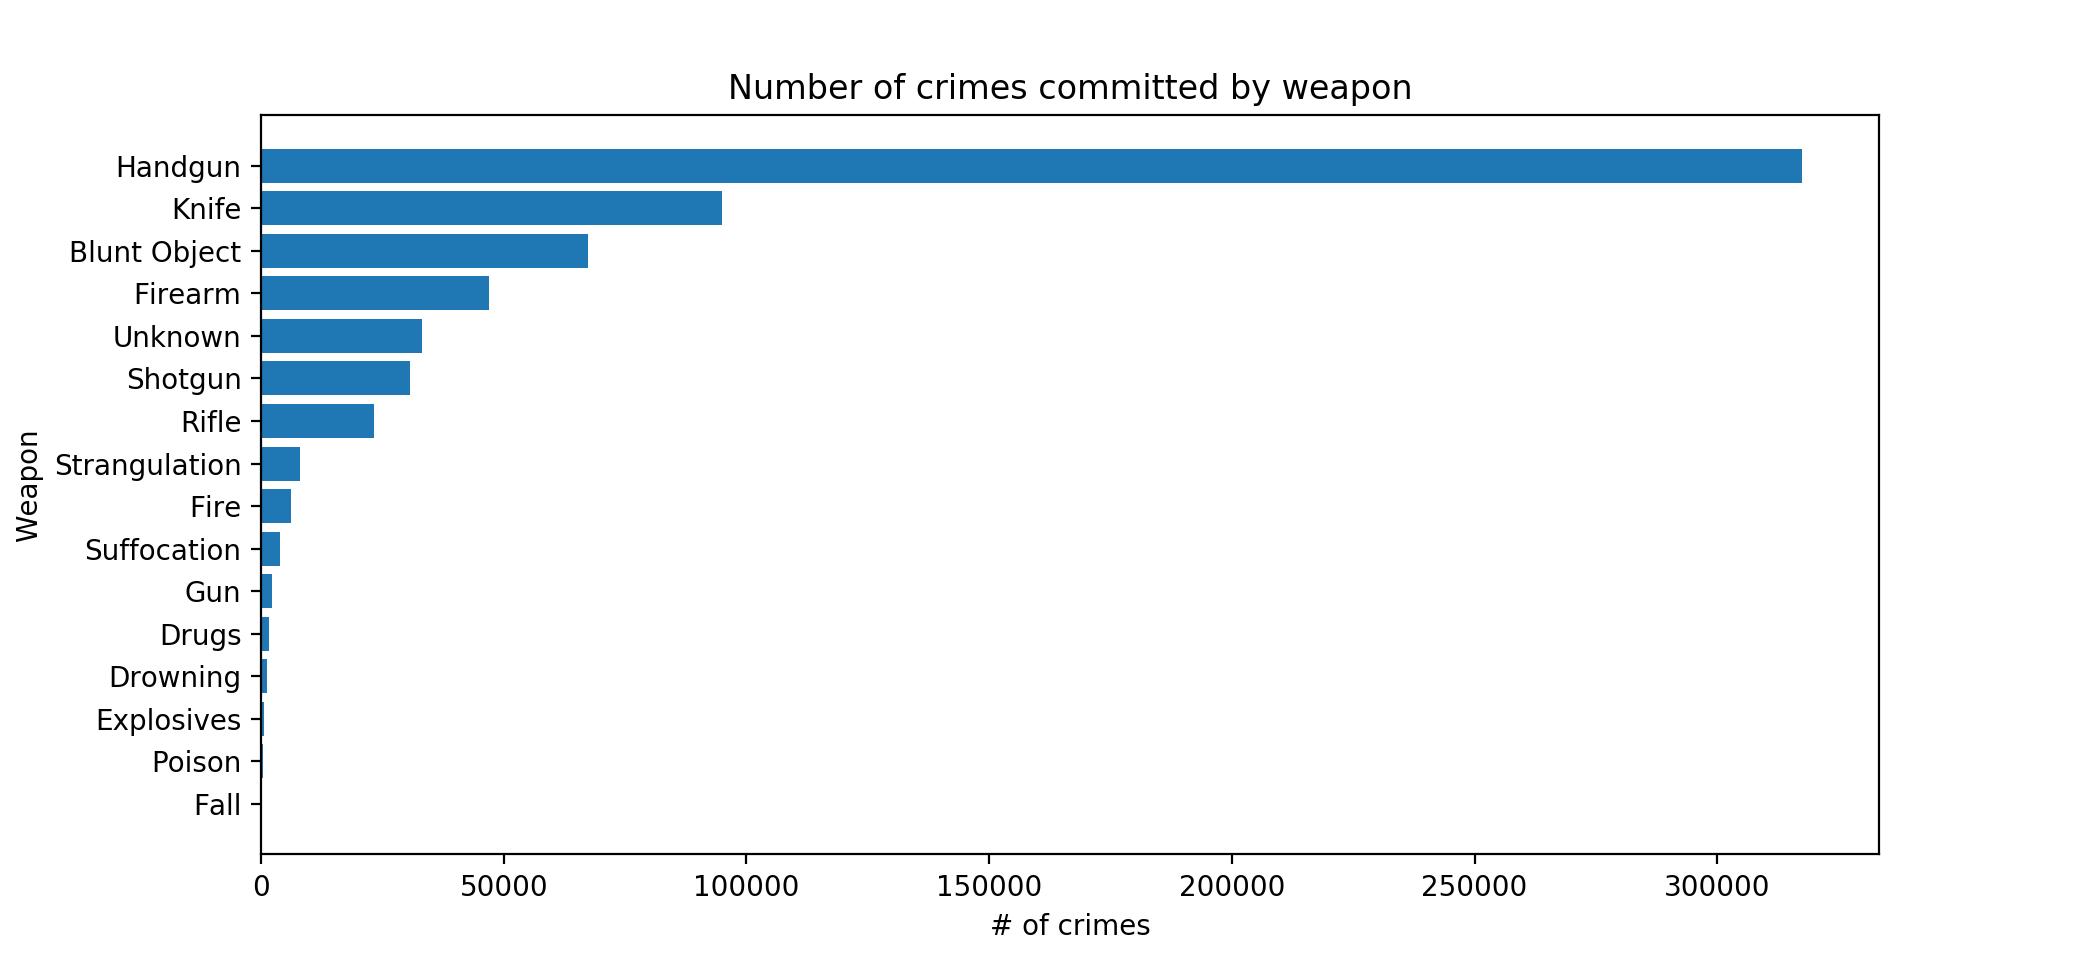 Number of crimes committed by weapon
Handgun
Knife
Blunt Object
Firearm
Unknown
Shotgun
Rifle
Strangulation
Fire
Suffocation
Gun
Drugs
Drowning
Explosives
Poison
Fall
Weapon
0 50000 100000 150000 200000 250000 300000
# of crimes